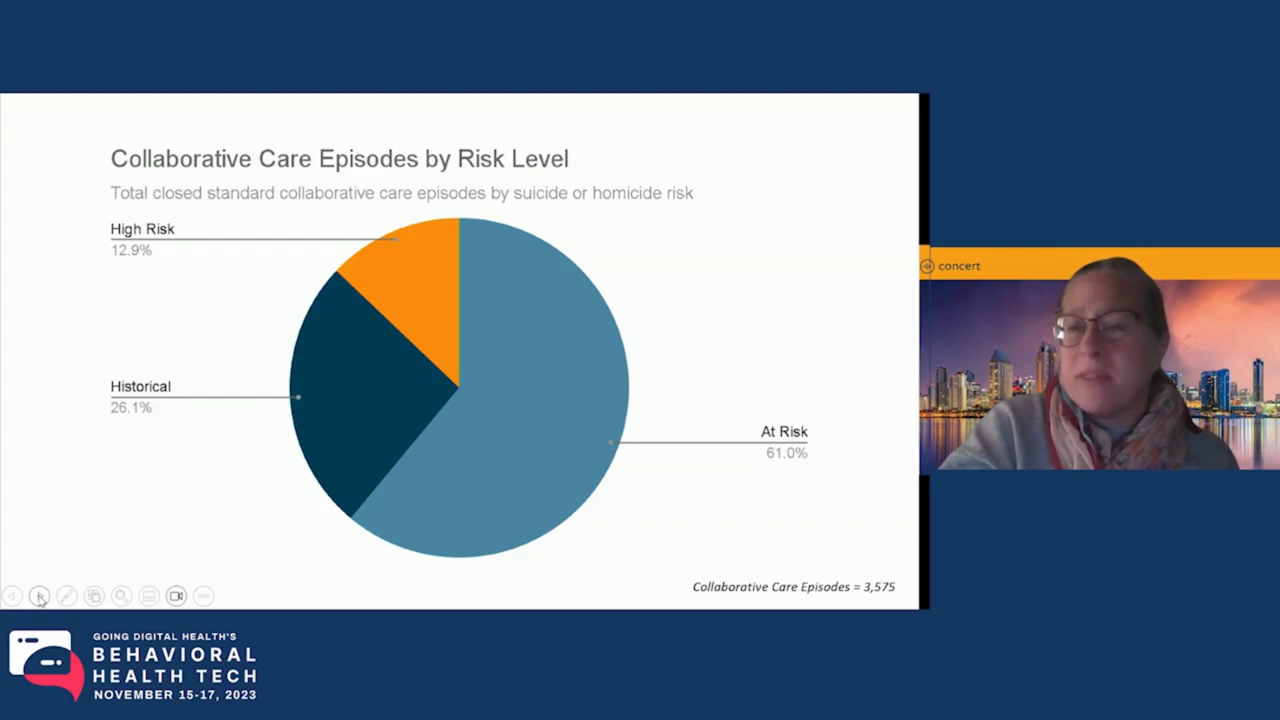 Collaborative Care Episodes by Risk Level
Total closed standard collaborative care episodes by suicide or homicide risk
High Risk
12.9%
Historical
26.1%
At Risk
61.0%
Collaborative Care Episodes = 3,575
concert
GOING DIGITAL HEALTH'S
BEHAVIORAL
HEALTH TECH
NOVEMBER 15-17, 2023